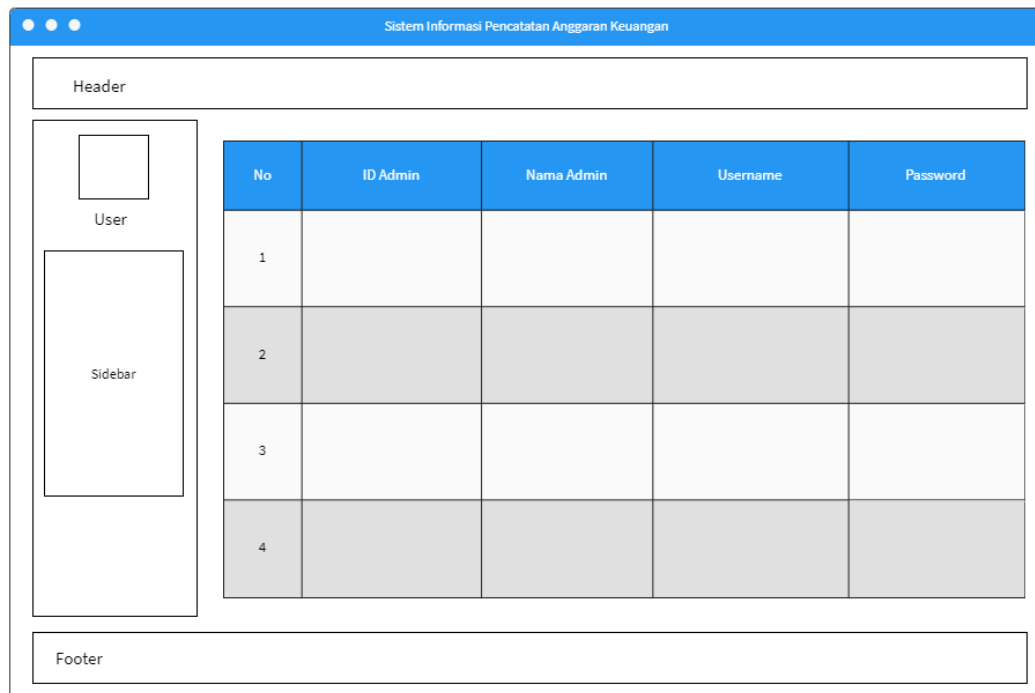 Sistem Informasi Pencatatan Anggaran Keuangan
Header
User
Sidebar
No ID Admin Nama Admin Username Password
1
2
3
4
Footer